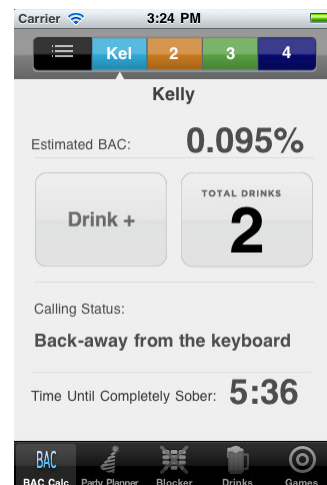 Carrier 3:24 PM
Kel 2 3 4
Kelly
Estimated BAC: 0.095%
Drink +
TOTAL DRINKS
2
Calling Status:
Back-away from the keyboard
Time Until Completely Sober: 5:36
BAC
BAC Calc Party Planner Blocker Drinks Games